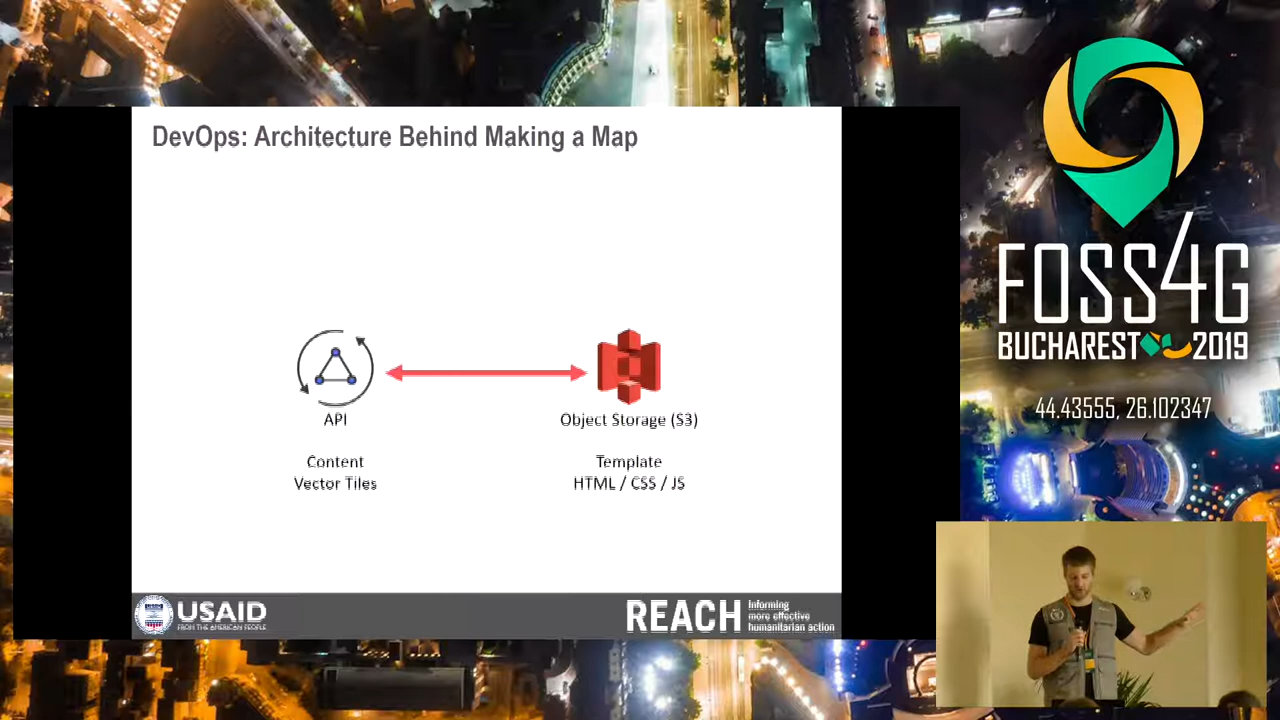 DevOps: Architecture Behind Making a Map
API
Content
Vector Tiles
Object Storage (S3)
Template
HTML / CSS / JS
USAID
FROM THE AMERICAN PEOPLE
REACH
Informing
more effective
humanitarian action
FOSS4G
BUCHAREST 2019
44.43555, 26.102347